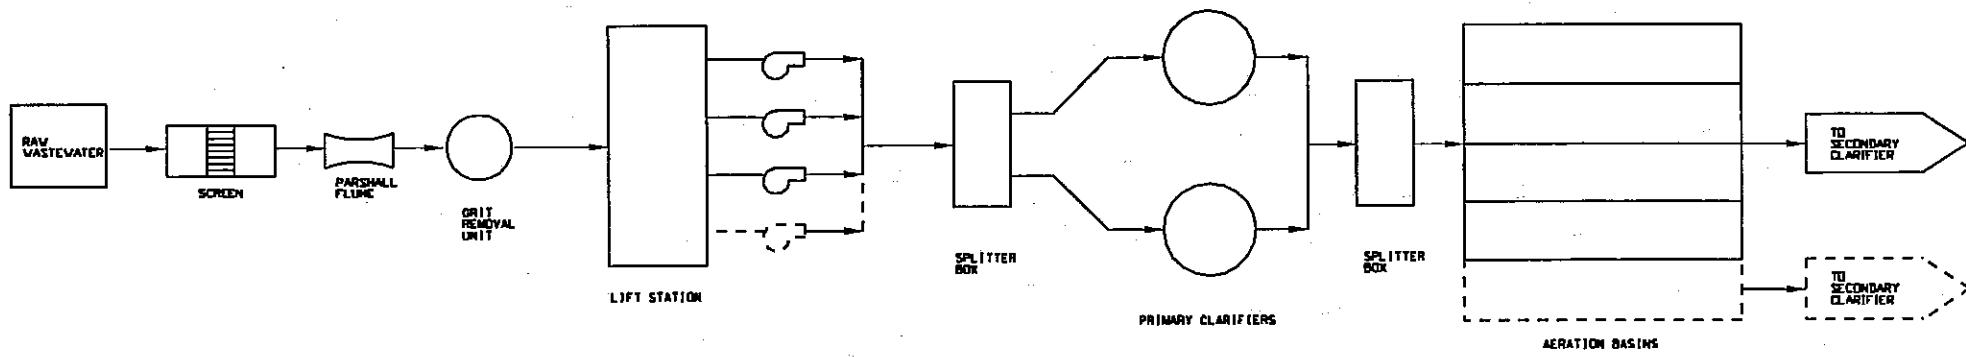 RAW
WASTEWATER
SCREEN
PARSHALL
FLUME
GRIT
REMOVAL
UNIT
LIFT STATION
SPLITTER
BOX
PRIMARY CLARIFIERS
SPLITTER
BOX
AERATION BASINS
TO
SECONDARY
CLARIFIER
TO
SECONDARY
CLARIFIER